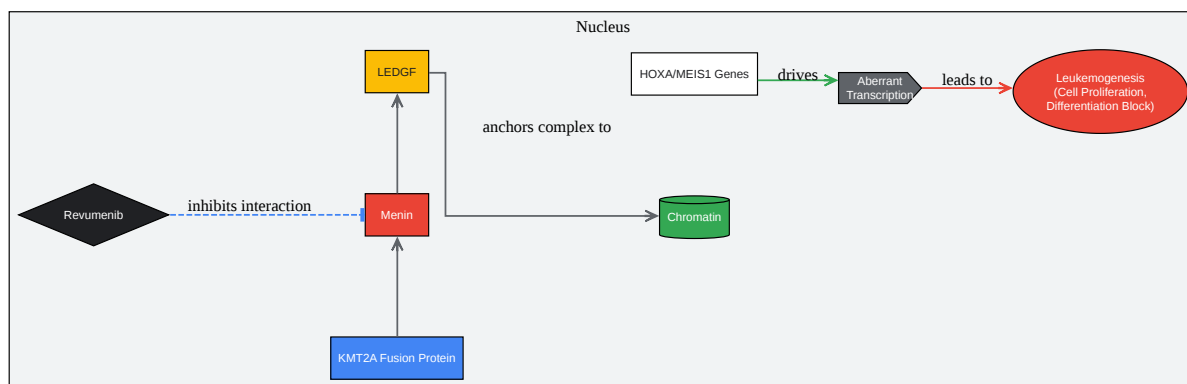 Nucleus
LEDGF
HOXA/MEIS1 Genes
drives
Aberrant
Transcription
leads to
Leukemogenesis
(Cell Proliferation,
Differentiation Block)
anchors complex to
Revumenib
inhibits interaction
Menin
Chromatin
KMT2A Fusion Protein